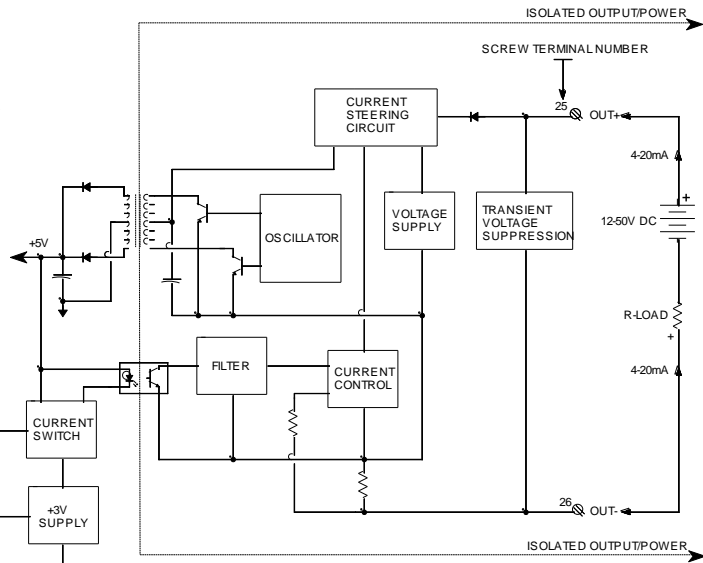 ISOLATED OUTPUT/POWER
SCREW TERMINAL NUMBER
CURRENT
STEERING
CIRCUIT
25
OUT+
4-20mA
+
12-50V DC
OSCILLATOR
VOLTAGE
SUPPLY
TRANSIENT
VOLTAGE
SUPPRESSION
+5V
R-LOAD
+
FILTER
CURRENT
CONTROL
4-20mA
CURRENT
SWITCH
+3V
SUPPLY
26
OUT-
ISOLATED OUTPUT/POWER